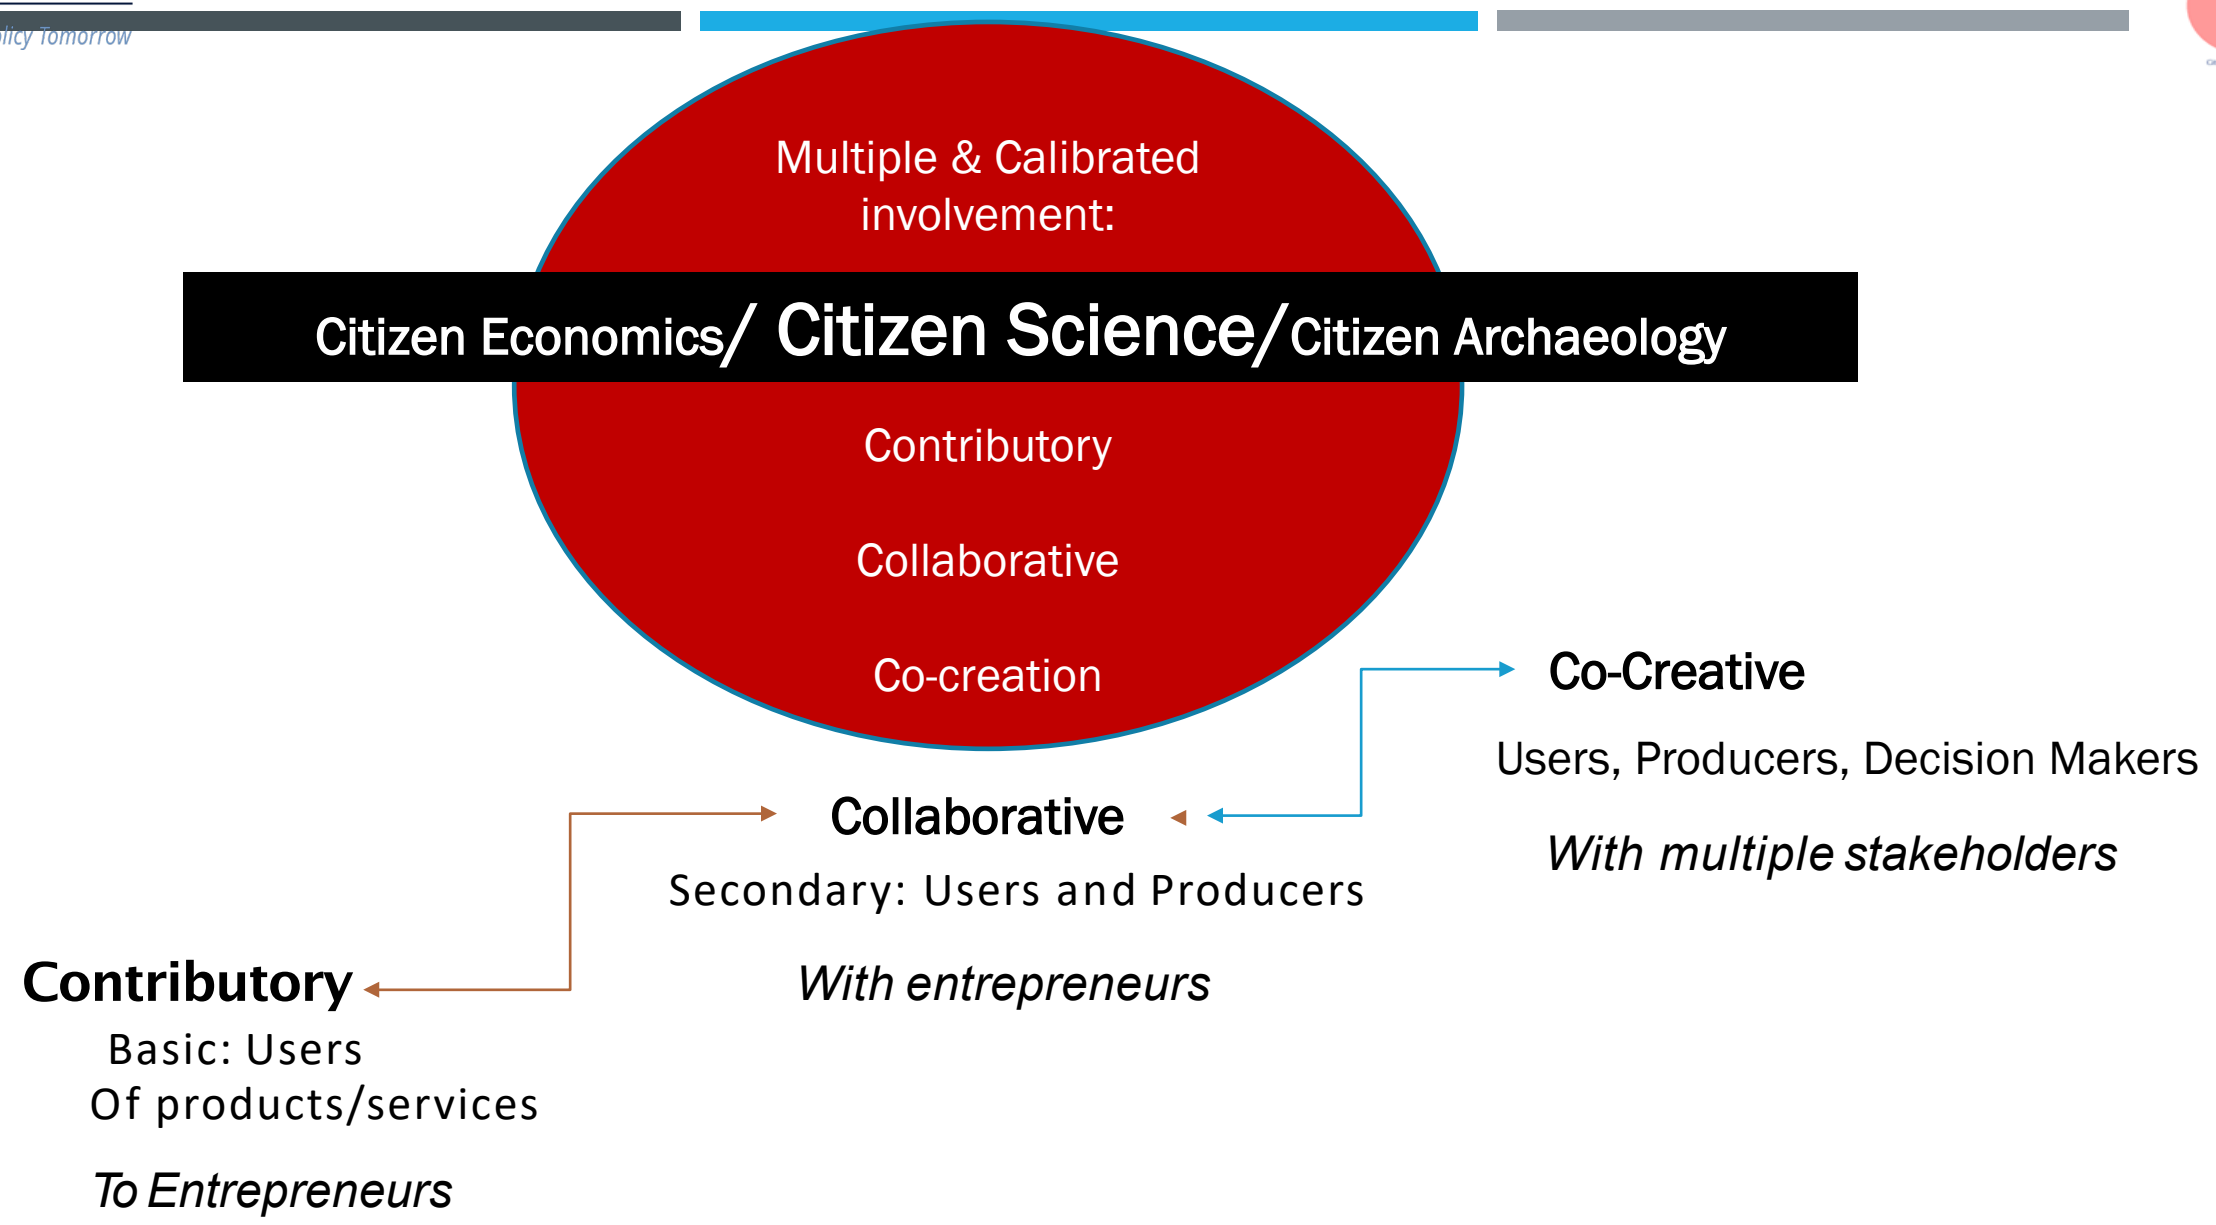 Tomorrow
Multiple & Calibrated
involvement:
Citizen Economics/ Citizen Science/Citizen Archaeology
Contributory
Collaborative
Co-creation
Co-Creative
Users, Producers, Decision Makers
With multiple stakeholders
Collaborative
Secondary: Users and Producers
With entrepreneurs
Contributory
Basic: Users
Of products/services
To Entrepreneurs